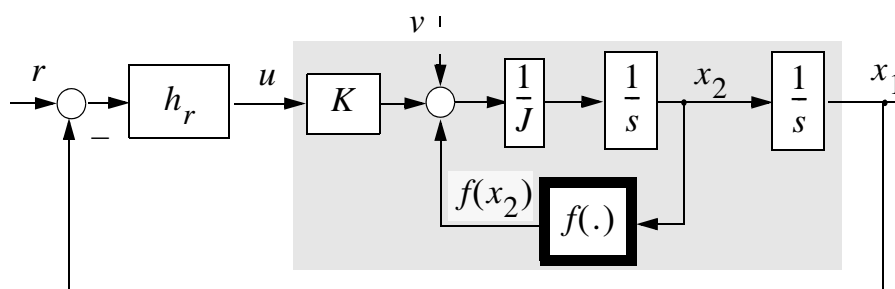 v
r
h_r
u
K
1
J
1
s
x_2
1
s
x_1
−
f(x_2)
f(.)